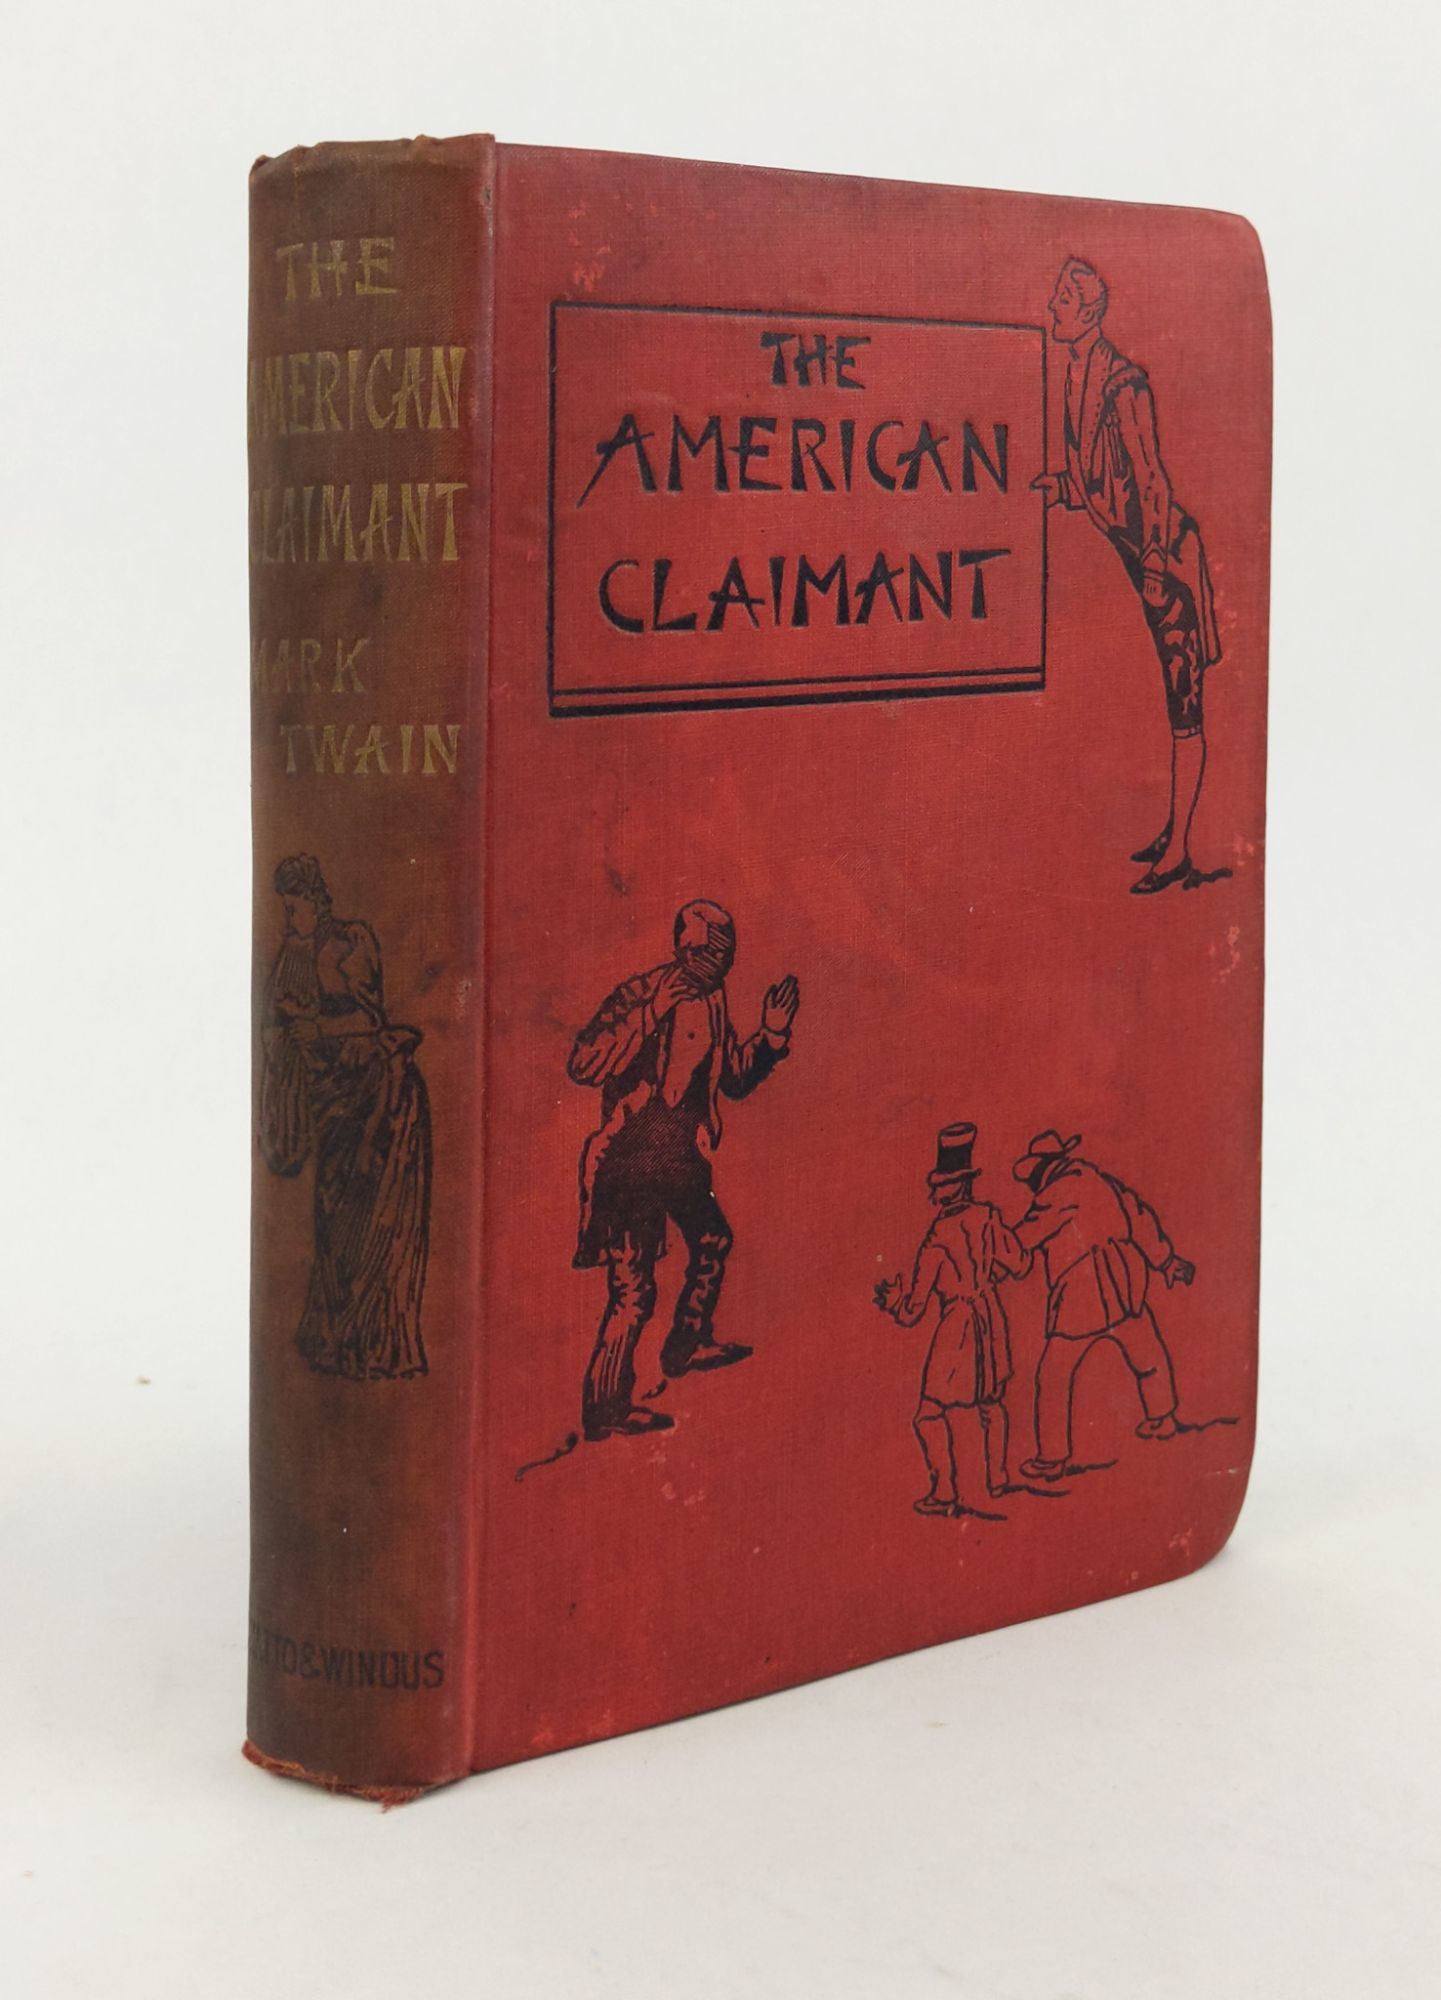 THE
AMERICAN
CLAIMANT
MARK
TWAIN
CHATTO & WINDUS
THE
AMERICAN
CLAIMANT